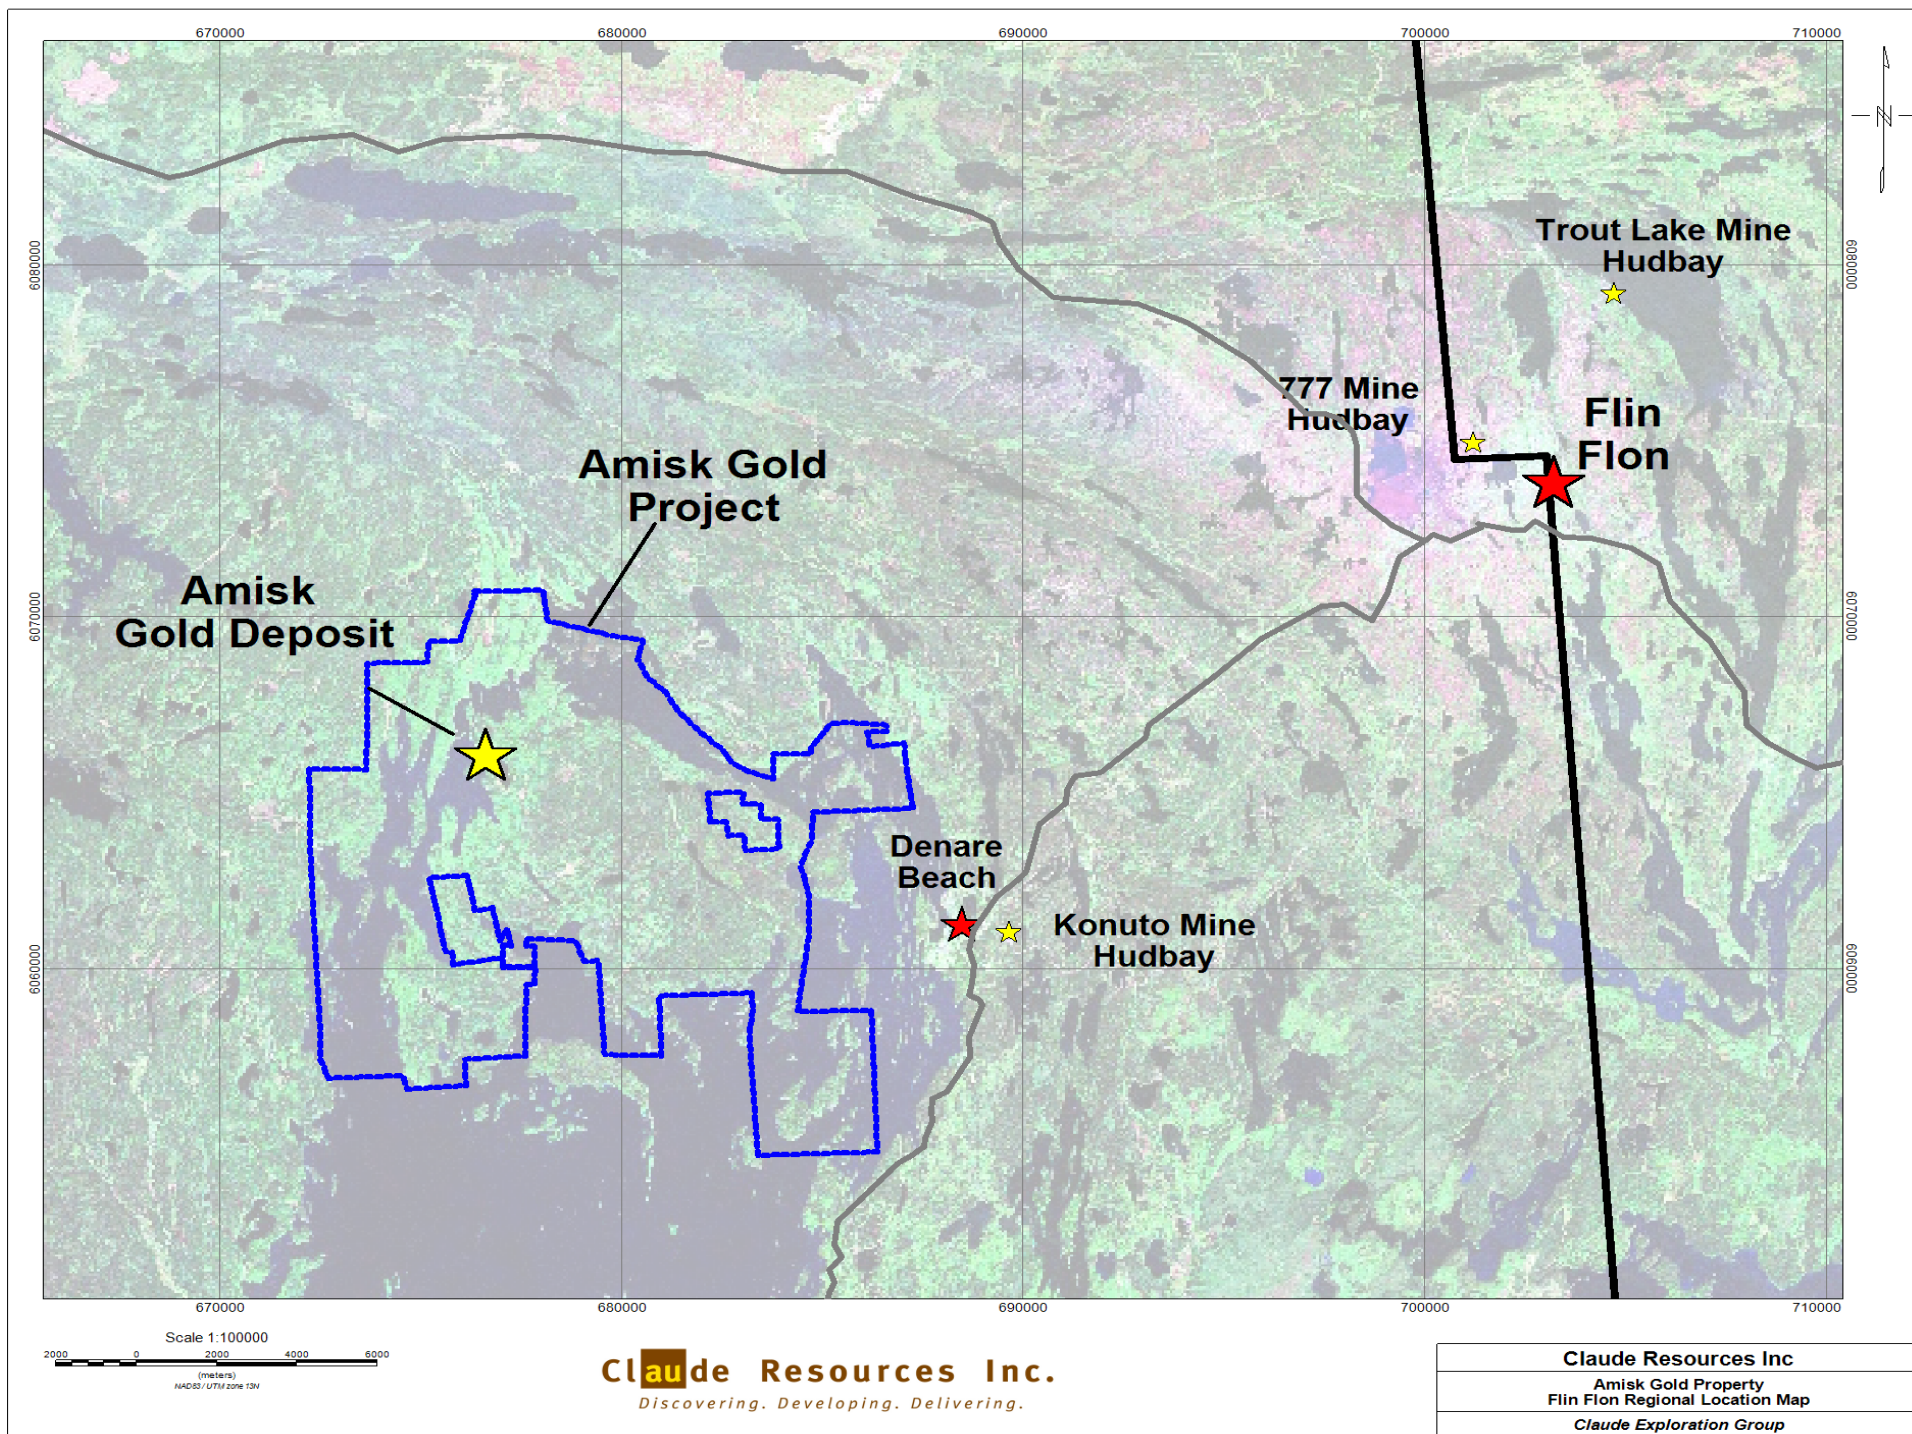 670000
680000
690000
700000
710000
N
Trout Lake Mine
Hudbay
6080000
6080000
777 Mine
Hudbay
Flin
Flon
Amisk Gold
Project
Amisk
Gold Deposit
6070000
6070000
Denare
Beach
Konuto Mine
Hudbay
6060000
6060000
670000
680000
690000
700000
710000
Scale 1:100000
2000 0 2000 4000 6000
(meters)
NAD83 / UTM zone 13N
Claude Resources Inc.
Discovering. Developing. Delivering.
Claude Resources Inc
Amisk Gold Property
Flin Flon Regional Location Map
Claude Exploration Group